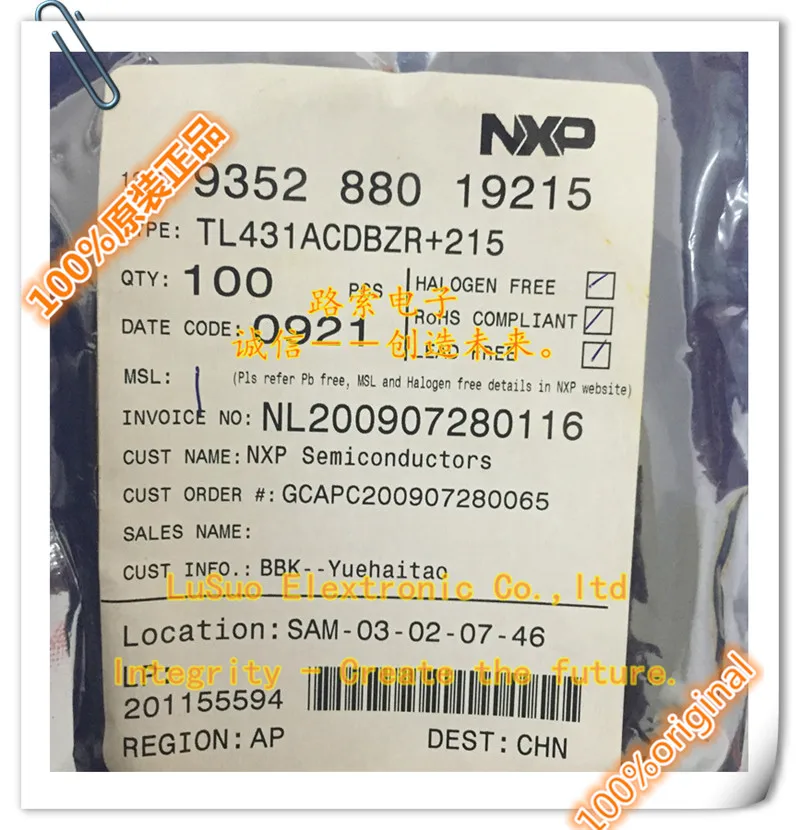 100%原装正品
NXP
9352 880 19215
TYPE: TL431ACDBZR+215
QTY: 100 PCS HALOGEN FREE
路索电子
RoHS COMPLIANT
DATE CODE: 0921
诚信——创造未来。
LEAD FREE
MSL: 1 (Pls refer Pb free, MSL and Halogen free details in NXP website)
INVOICE NO: NL200907280116
CUST NAME: NXP Semiconductors
CUST ORDER #: GCAPC200907280065
SALES NAME:
CUST INFO.: BBK--Yuehaitao
LuSuo Elextronic Co.,ltd
Location: SAM-03-02-07-46
Integrity - Create the future.
201155594
REGION: AP DEST: CHN
100%original